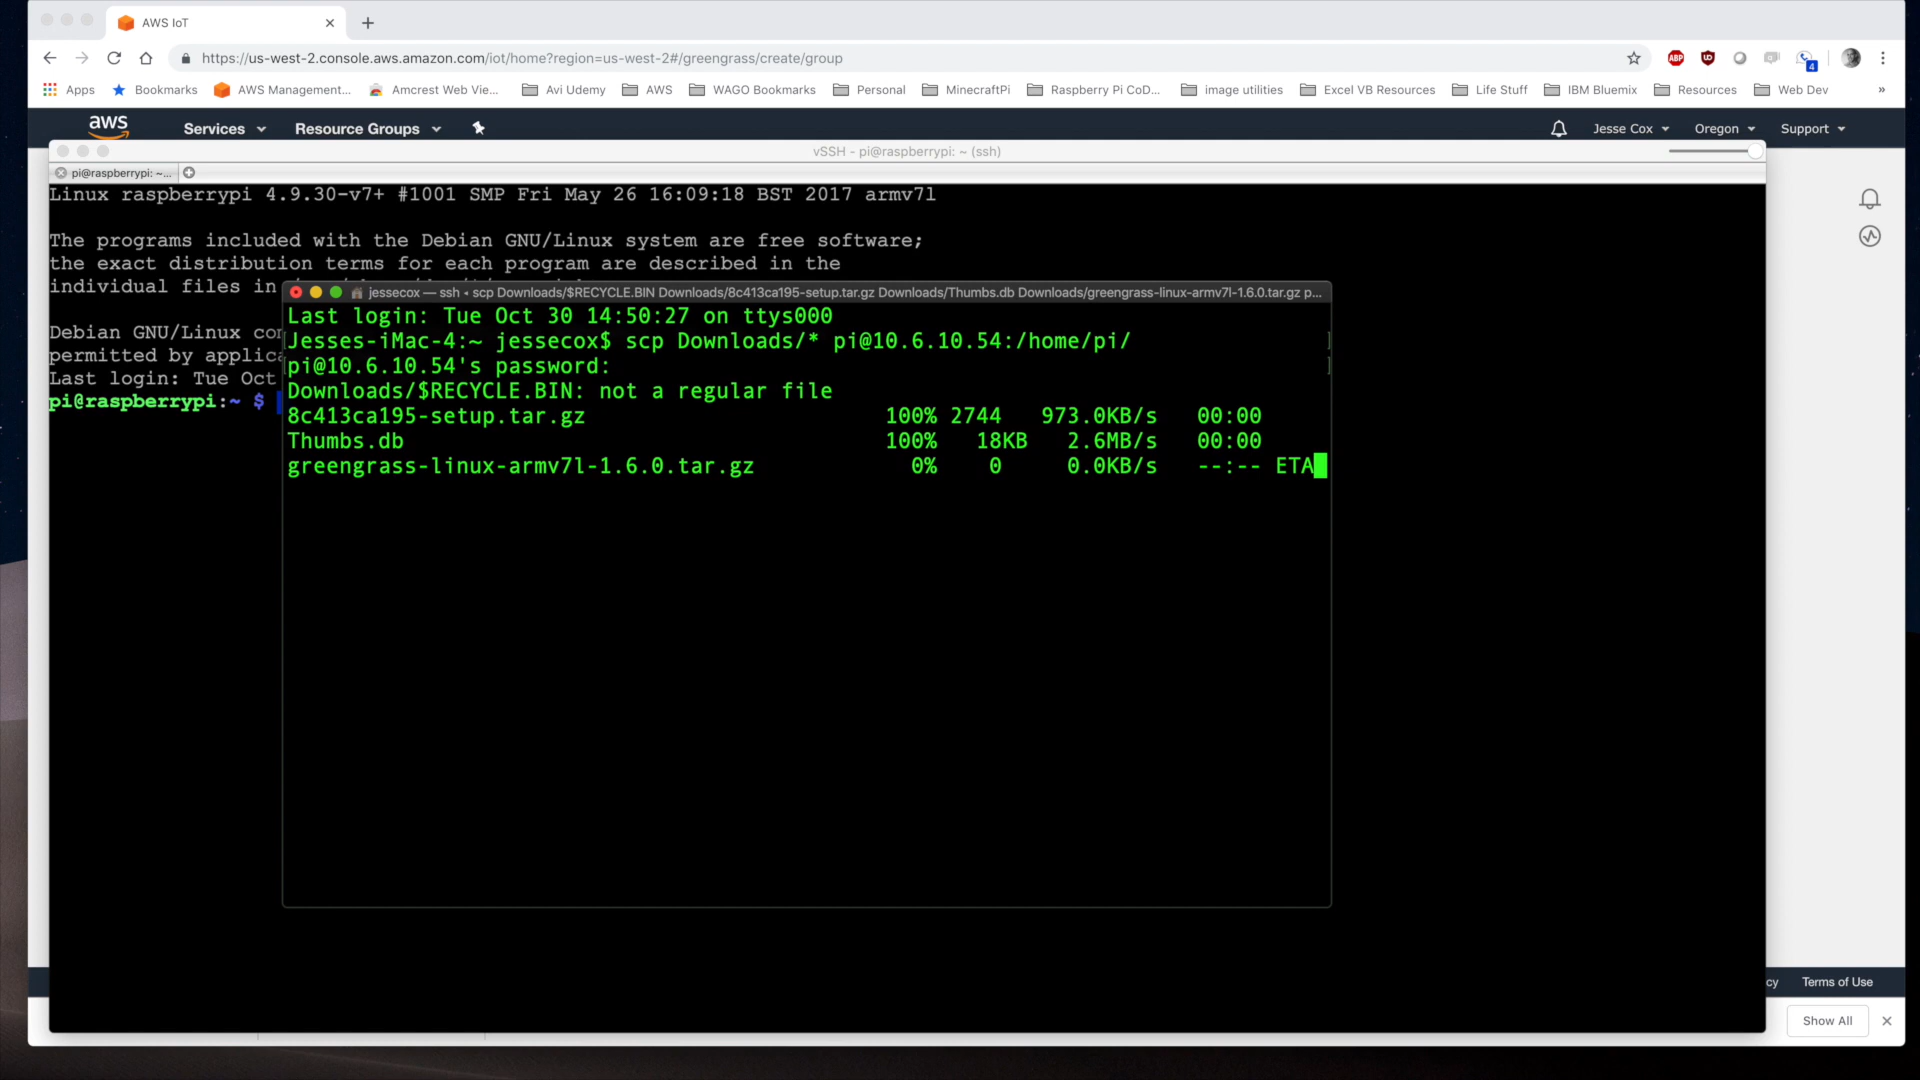 AWS IoT
https://us-west-2.console.aws.amazon.com/iot/home?region=us-west-2#/greengrass/create/group
ABP
4
Apps Bookmarks AWS Management... Amcrest Web Vie... Avi Udemy AWS WAGO Bookmarks Personal MinecraftPi Raspberry Pi CoD... image utilities Excel VB Resources Life Stuff IBM Bluemix Resources Web Dev »
aws Services Resource Groups Jesse Cox Oregon Support
vSSH - pi@raspberrypi: ~ (ssh)
pi@raspberrypi: ~...
Linux raspberrypi 4.9.30-v7+ #1001 SMP Fri May 26 16:09:18 BST 2017 armv7l
The programs included with the Debian GNU/Linux system are free software;
the exact distribution terms for each program are described in the
individual files in
Debian GNU/Linux
permitted by
Last login: Tue Oct
pi@raspberrypi:~ $
jessecox — ssh ◂ scp Downloads/$RECYCLE.BIN Downloads/8c413ca195-setup.tar.gz Downloads/Thumbs.db Downloads/greengrass-linux-armv7l-1.6.0.tar.gz p...
Last login: Tue Oct 30 14:50:27 on ttys000
[Jesses-iMac-4:~ jessecox$ scp Downloads/* pi@10.6.10.54:/home/pi/ ]
[pi@10.6.10.54's password: ]
Downloads/$RECYCLE.BIN: not a regular file
8c413ca195-setup.tar.gz 100% 2744 973.0KB/s 00:00
Thumbs.db 100% 18KB 2.6MB/s 00:00
greengrass-linux-armv7l-1.6.0.tar.gz 0% 0 0.0KB/s --:-- ETA
cy Terms of Use
Show All